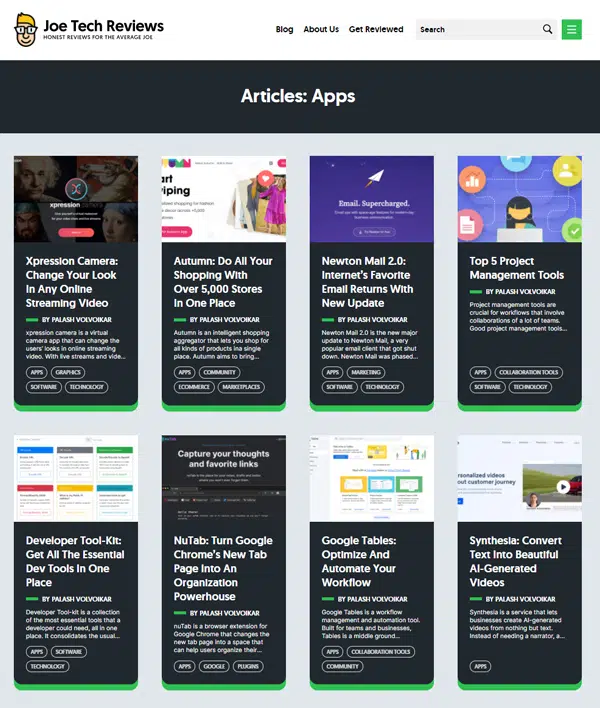 Joe Tech Reviews
HONEST REVIEWS FOR THE AVERAGE JOE
Blog About Us Get Reviewed Search
Articles: Apps
xpression
camera
Email. Supercharged.
Xpression Camera:
Change Your Look
In Any Online
Streaming Video
BY PALASH VOLVOIKAR
xpression camera is a virtual
camera app that can change the
users' looks in online streaming
video. With live streams and vide...
APPS GRAPHICS
SOFTWARE TECHNOLOGY
Autumn: Do All Your
Shopping With
Over 5,000 Stores
In One Place
BY PALASH VOLVOIKAR
Autumn is an intelligent shopping
aggregator that lets you shop for
all kinds of products ina single
place. Autumn aims to bring...
APPS COMMUNITY
ECOMMERCE MARKETPLACES
Newton Mail 2.0:
Internet's Favorite
Email Returns With
New Update
BY PALASH VOLVOIKAR
Newton Mail 2.0 is the new major
update to Newton Mail, a very
popular email client that got shut
down. Newton Mail was phased...
APPS MARKETING
SOFTWARE TECHNOLOGY
Top 5 Project
Management Tools
BY PALASH VOLVOIKAR
Project management tools are
crucial for workflows that involve
collaborations of a lot of teams.
Good project management tools...
APPS COLLABORATION TOOLS
SOFTWARE TECHNOLOGY
Capture your thoughts
and favorite links
ersonalized videos
out customer journey
Developer Tool-Kit:
Get All The Essential
Dev Tools In One
Place
BY PALASH VOLVOIKAR
Developer Tool-kit is a collection
of the most essential tools that a
developer could need, all in one
place. It consolidates the usual...
APPS SOFTWARE
TECHNOLOGY
NuTab: Turn Google
Chrome's New Tab
Page Into An
Organization
Powerhouse
BY PALASH VOLVOIKAR
nuTab is a browser extension for
Google Chrome that changes the
new tab page into a space that
can help users organize their...
APPS GOOGLE PLUGINS
Google Tables:
Optimize And
Automate Your
Workflow
BY PALASH VOLVOIKAR
Google Tables is a workflow
management and automation tool.
Built for teams and businesses,
Tables is a middle ground...
APPS COLLABORATION TOOLS
COMMUNITY
Synthesia: Convert
Text Into Beautiful
AI-Generated
Videos
BY PALASH VOLVOIKAR
Synthesia is a service that lets
businesses create AI-generated
videos from nothing but text.
Instead of needing a narrator, a...
APPS